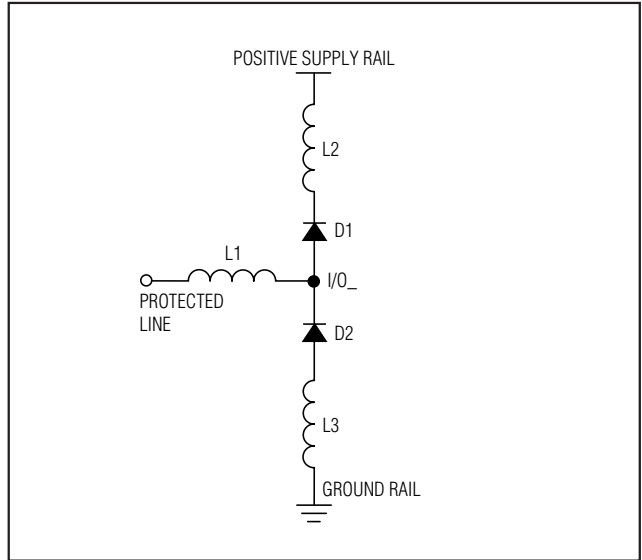 POSITIVE SUPPLY RAIL
L2
D1
L1
I/O_
PROTECTED
LINE
D2
L3
GROUND RAIL